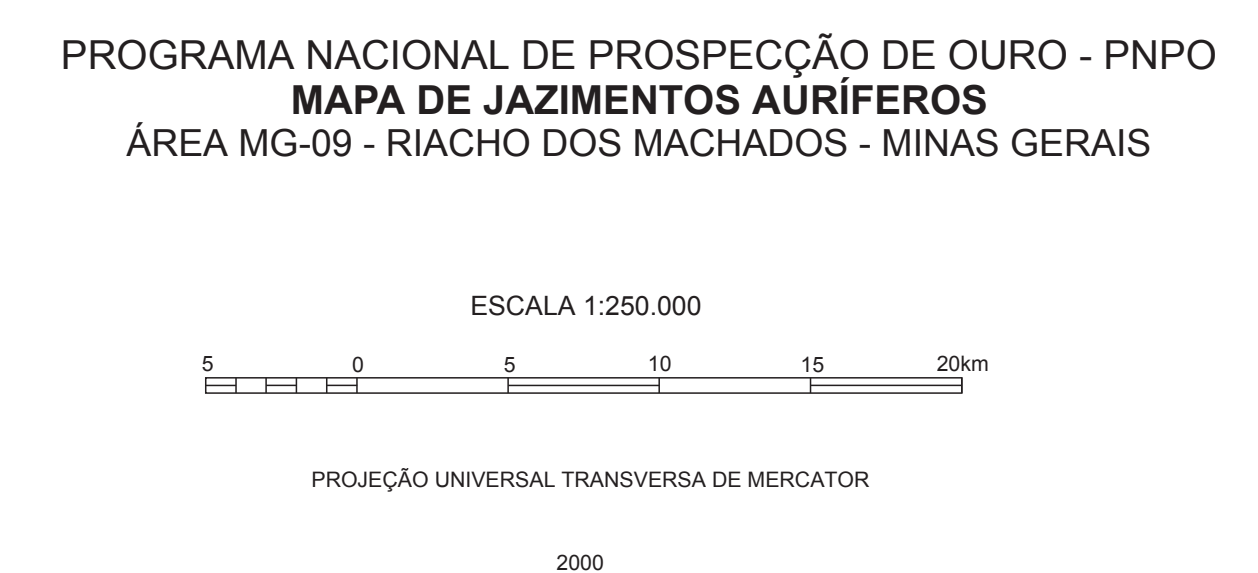 PROGRAMA NACIONAL DE PROSPECÇÃO DE OURO - PNPO
MAPA DE JAZIMENTOS AURÍFEROS
ÁREA MG-09 - RIACHO DOS MACHADOS - MINAS GERAIS
ESCALA 1:250.000
5 0 5 10 15 20km
PROJEÇÃO UNIVERSAL TRANSVERSA DE MERCATOR
2000